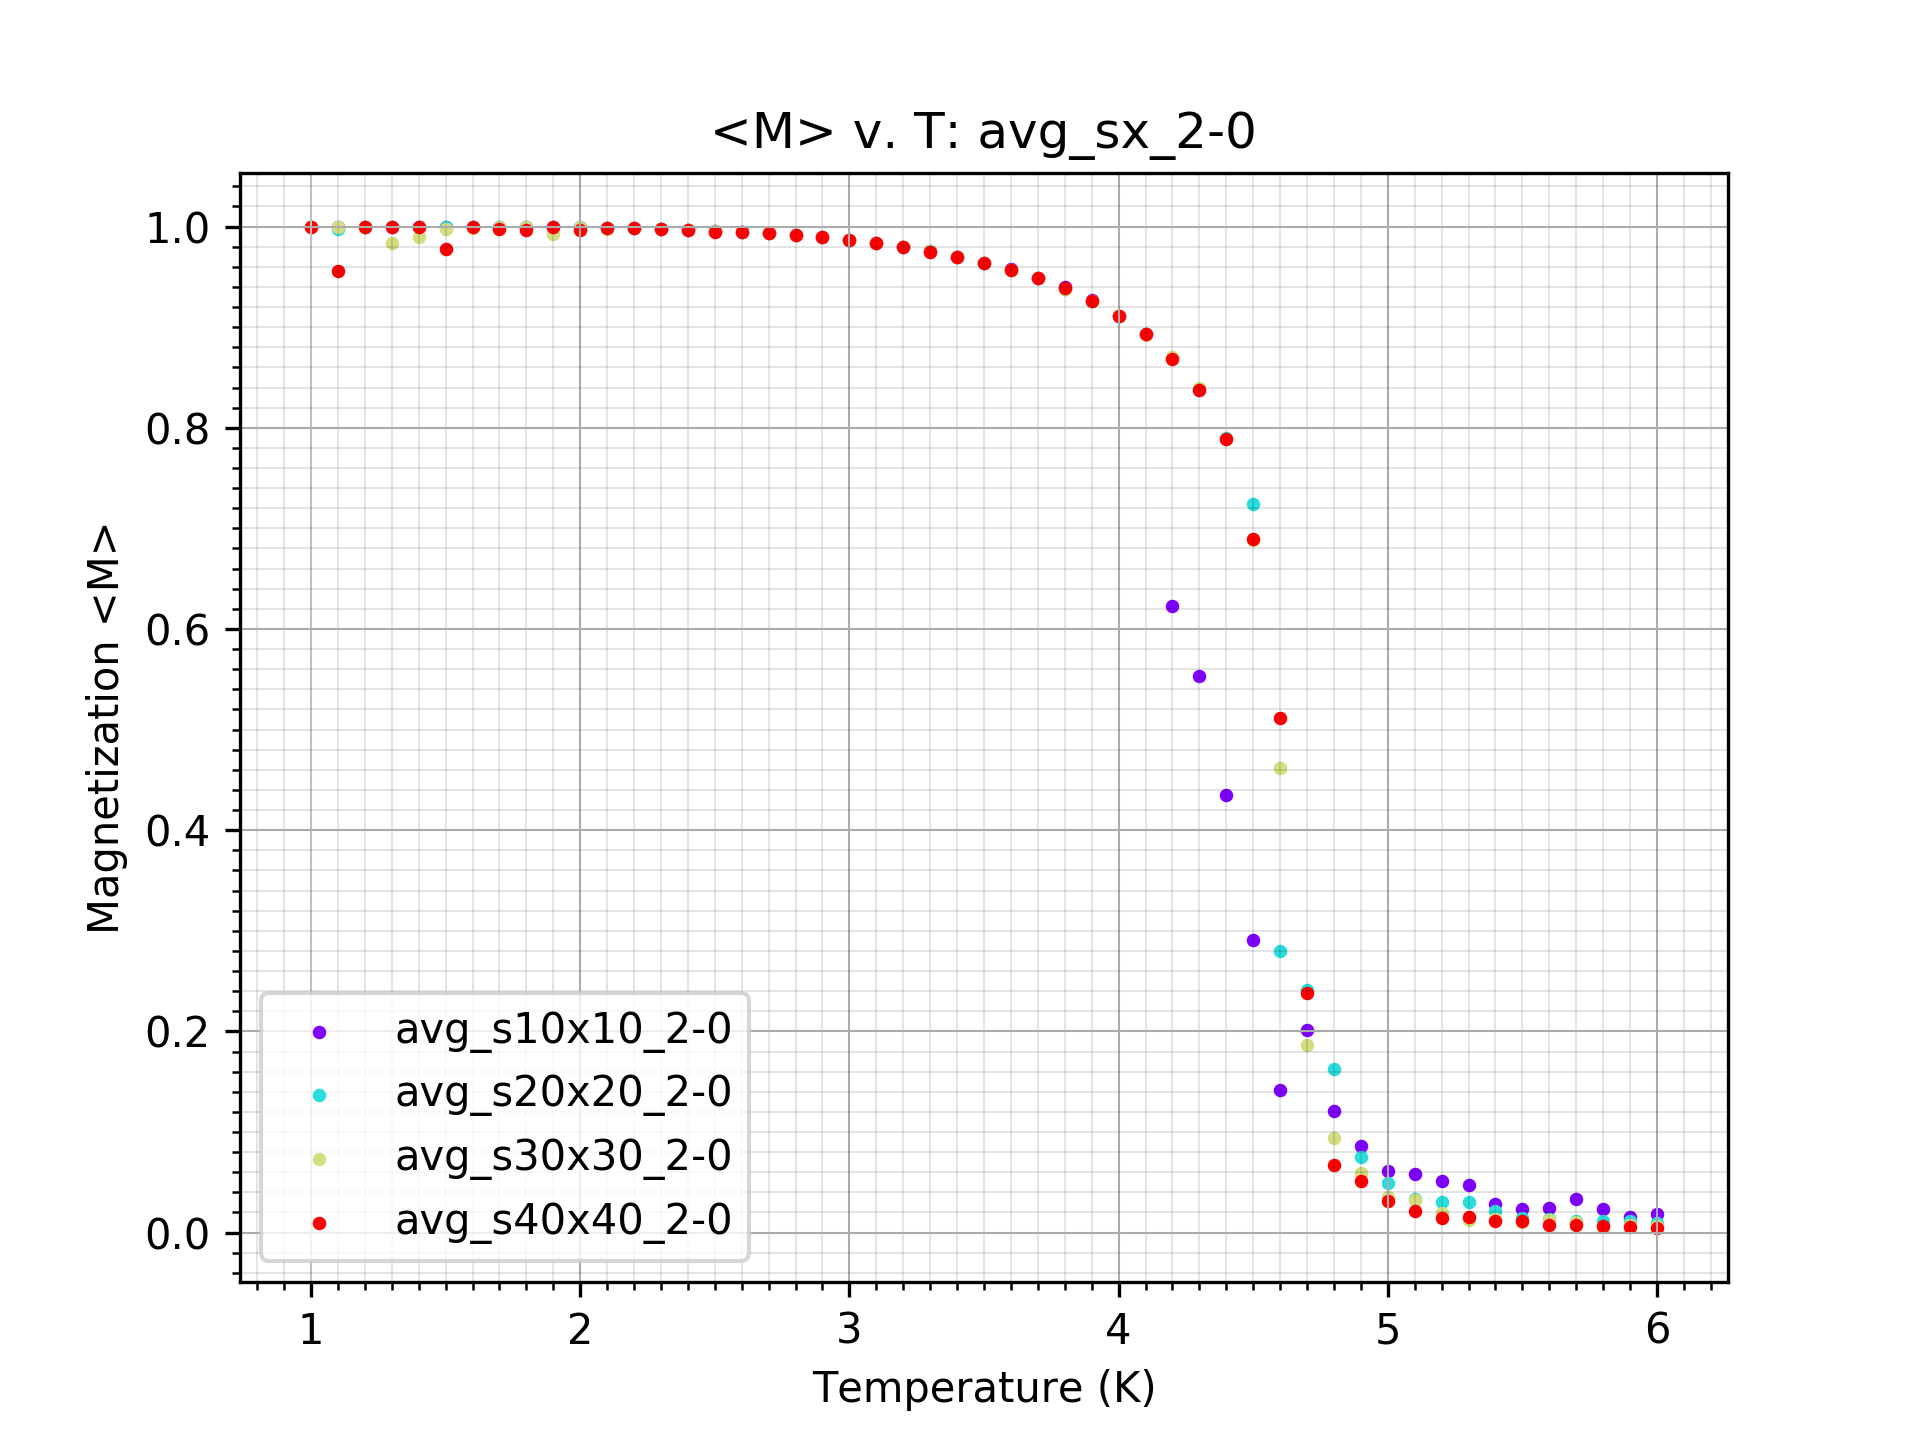 <M> v. T: avg_sx_2-0
Magnetization <M>
1.0
0.8
0.6
0.4
0.2
0.0
avg_s10x10_2-0
avg_s20x20_2-0
avg_s30x30_2-0
avg_s40x40_2-0
1 2 3 4 5 6
Temperature (K)